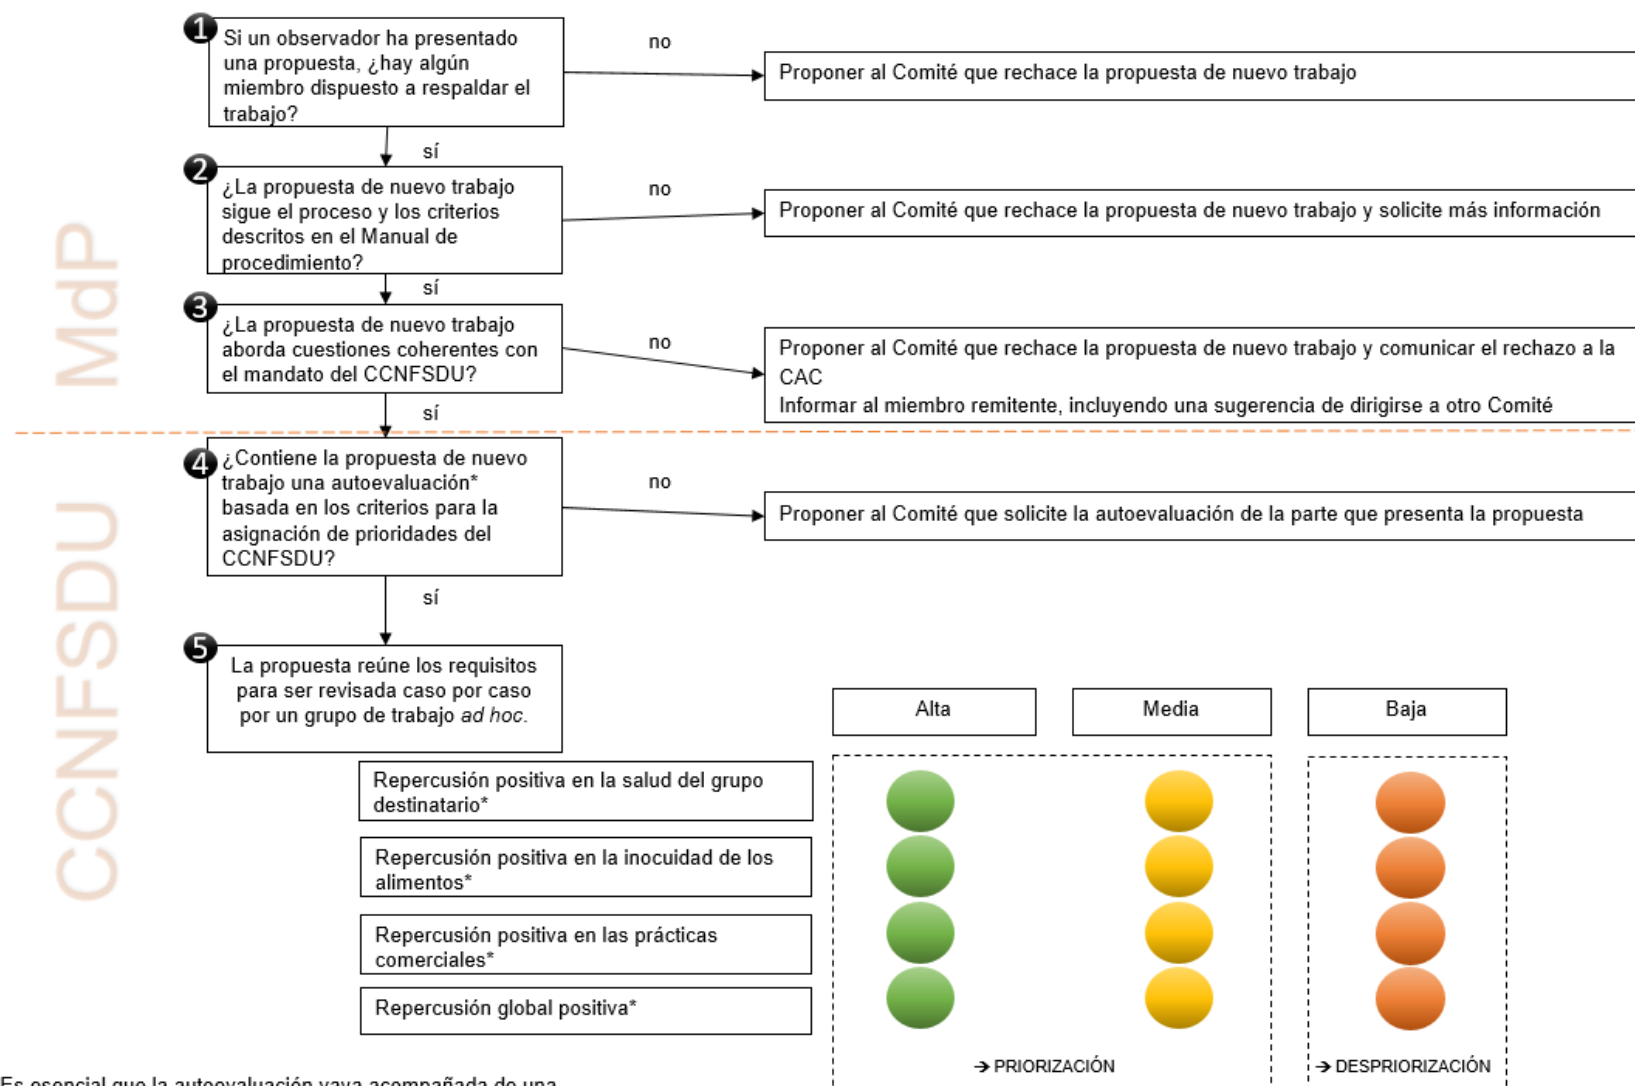 1
Si un observador ha presentado
una propuesta, ¿hay algún
miembro dispuesto a respaldar el
trabajo?
no
Proponer al Comité que rechace la propuesta de nuevo trabajo
sí
2
¿La propuesta de nuevo trabajo
sigue el proceso y los criterios
descritos en el Manual de
procedimiento?
no
Proponer al Comité que rechace la propuesta de nuevo trabajo y solicite más información
sí
MdP
3
¿La propuesta de nuevo trabajo
aborda cuestiones coherentes con
el mandato del CCNFSDU?
no
Proponer al Comité que rechace la propuesta de nuevo trabajo y comunicar el rechazo a la
CAC
Informar al miembro remitente, incluyendo una sugerencia de dirigirse a otro Comité
sí
4
¿Contiene la propuesta de nuevo
trabajo una autoevaluación*
basada en los criterios para la
asignación de prioridades del
CCNFSDU?
no
Proponer al Comité que solicite la autoevaluación de la parte que presenta la propuesta
sí
CCNFSDU
5
La propuesta reúne los requisitos
para ser revisada caso por caso
por un grupo de trabajo ad hoc.
Alta
Media
Baja
Repercusión positiva en la salud del grupo
destinatario*
Repercusión positiva en la inocuidad de los
alimentos*
Repercusión positiva en las prácticas
comerciales*
Repercusión global positiva*
→ PRIORIZACIÓN
→ DESPRIORIZACIÓN
Es esencial que la autoevaluación vaya acompañada de una